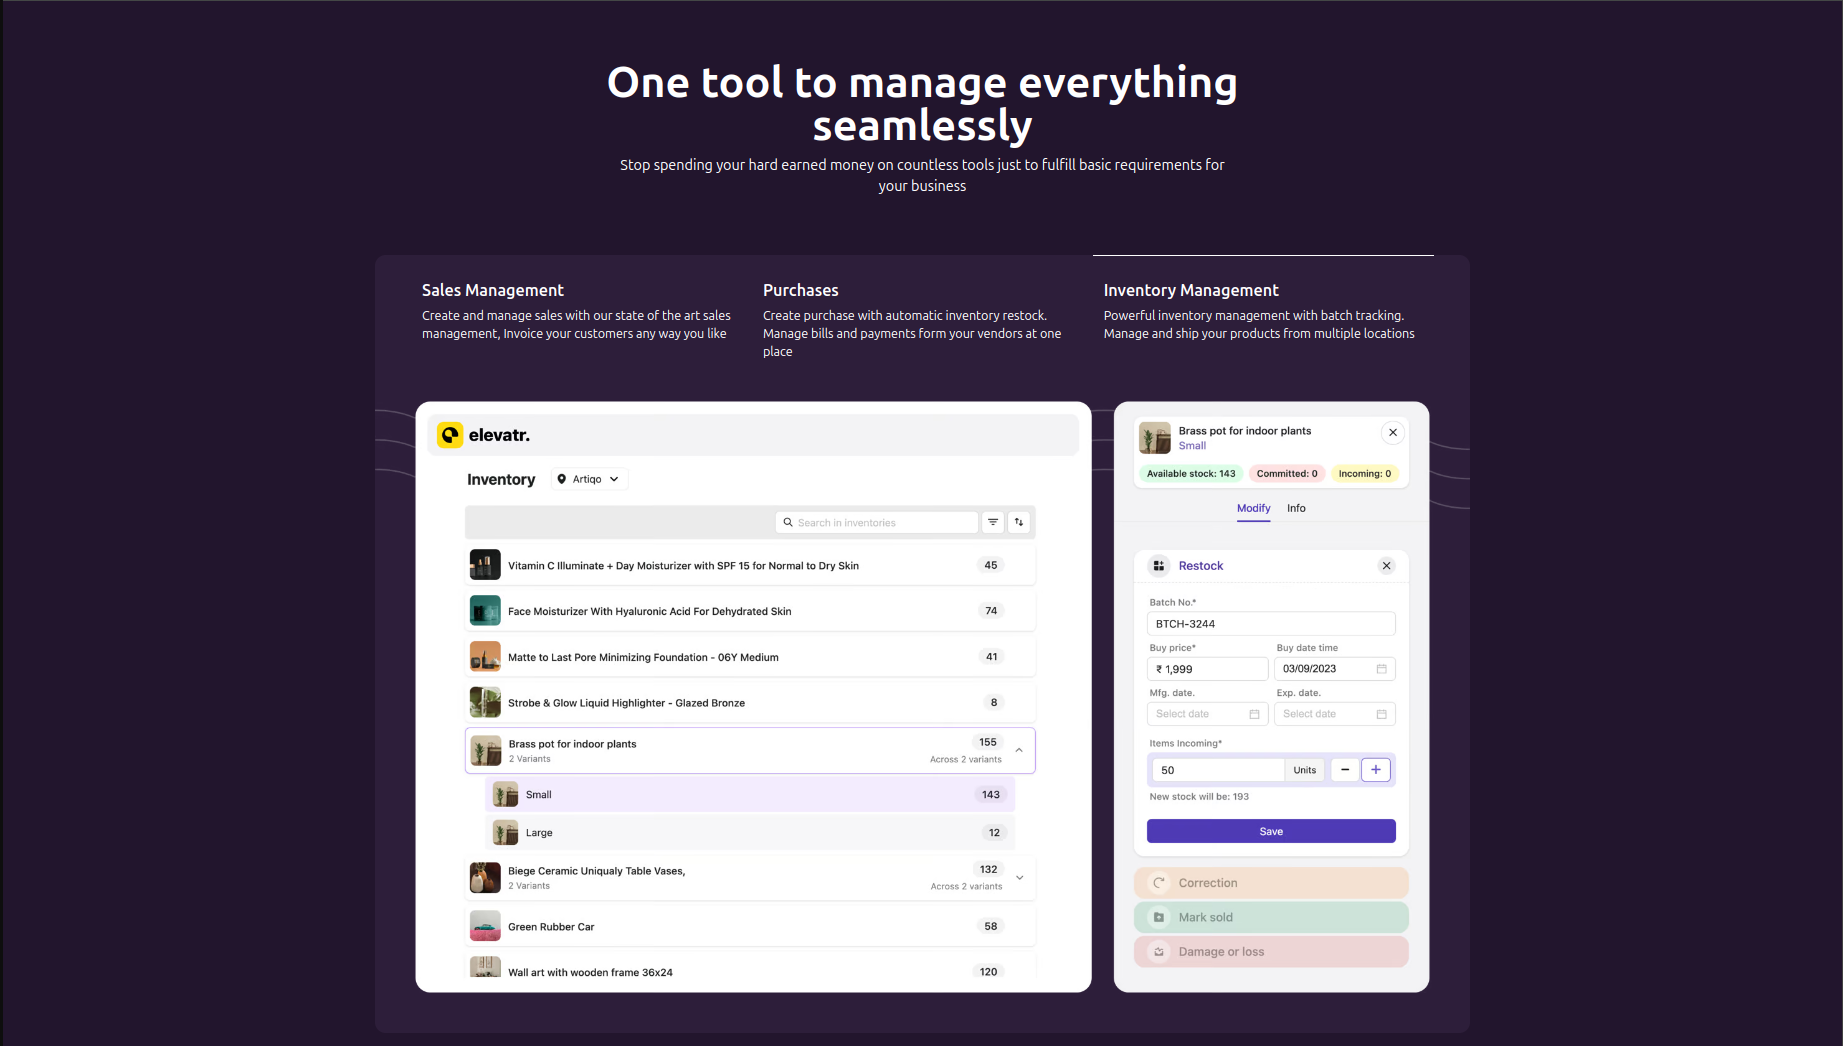 One tool to manage everything
seamlessly
Stop spending your hard earned money on countless tools just to fulfill basic requirements for
your business
Sales Management
Create and manage sales with our state of the art sales
management, Invoice your customers any way you like
Purchases
Create purchase with automatic inventory restock.
Manage bills and payments form your vendors at one
place
Inventory Management
Powerful inventory management with batch tracking.
Manage and ship your products from multiple locations
elevatr.
Inventory
Artiqo
Search in inventories
Vitamin C Illuminate + Day Moisturizer with SPF 15 for Normal to Dry Skin
45
Face Moisturizer With Hyaluronic Acid For Dehydrated Skin
74
Matte to Last Pore Minimizing Foundation - 06Y Medium
41
Strobe & Glow Liquid Highlighter - Glazed Bronze
8
Brass pot for indoor plants
155
2 Variants
Across 2 variants
Small
143
Large
12
Biege Ceramic Uniqualy Table Vases,
132
2 Variants
Across 2 variants
Green Rubber Car
58
Wall art with wooden frame 36x24
120
Brass pot for indoor plants
Small
Available stock: 143
Committed: 0
Incoming: 0
Modify
Info
Restock
Batch No.*
BTCH-3244
Buy price*
Buy date time
₹ 1,999
03/09/2023
Mfg. date.
Exp. date.
Select date
Select date
Items Incoming*
50
Units
New stock will be: 193
Save
Correction
Mark sold
Damage or loss